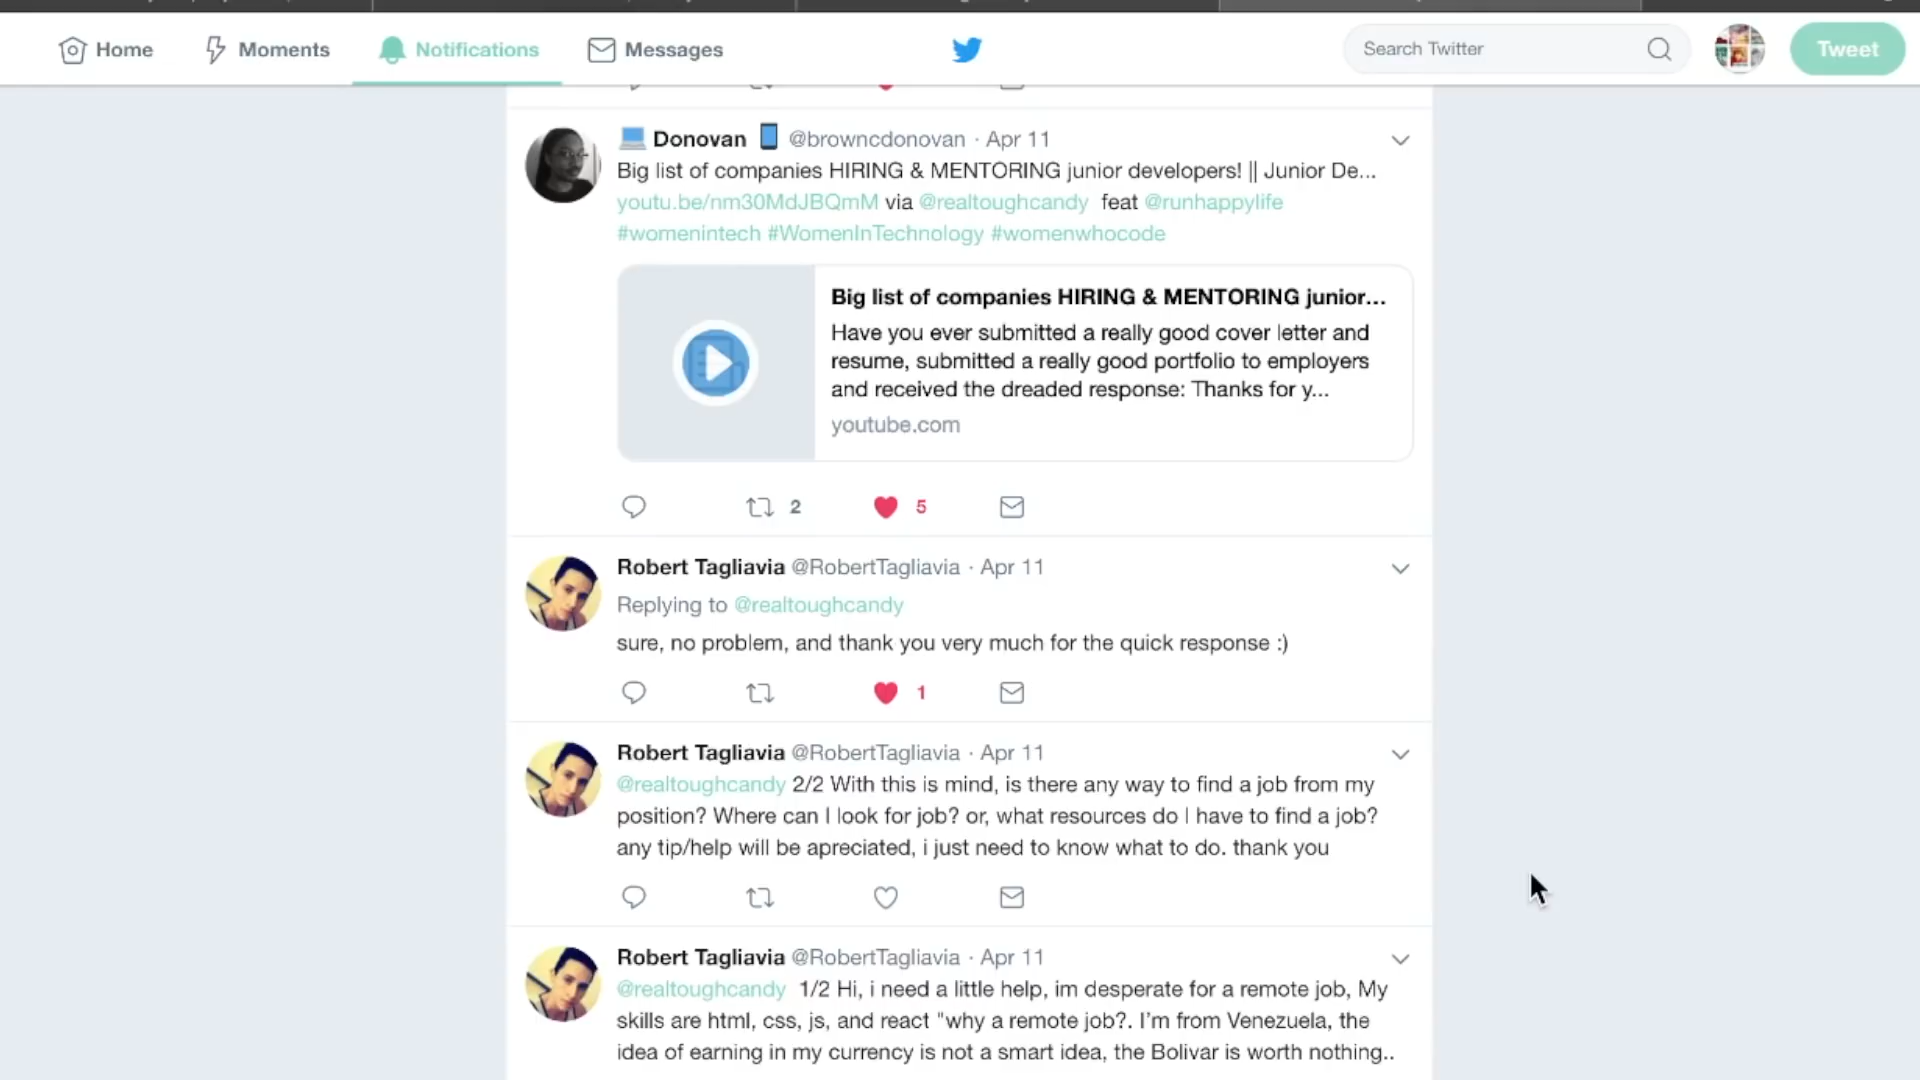 Home
Moments
Notifications
Messages
Search Twitter
Tweet
Donovan @browncdonovan · Apr 11
Big list of companies HIRING & MENTORING junior developers! || Junior De...
youtu.be/nm30MdJBQmM via @realtoughcandy feat @runhappylife
#womenintech #WomenInTechnology #womenwhocode
Big list of companies HIRING & MENTORING junior...
Have you ever submitted a really good cover letter and
resume, submitted a really good portfolio to employers
and received the dreaded response: Thanks for y...
youtube.com
2
5
Robert Tagliavia @RobertTagliavia · Apr 11
Replying to @realtoughcandy
sure, no problem, and thank you very much for the quick response :)
1
Robert Tagliavia @RobertTagliavia · Apr 11
@realtoughcandy 2/2 With this is mind, is there any way to find a job from my
position? Where can I look for job? or, what resources do I have to find a job?
any tip/help will be apreciated, i just need to know what to do. thank you
Robert Tagliavia @RobertTagliavia · Apr 11
@realtoughcandy 1/2 Hi, i need a little help, im desperate for a remote job, My
skills are html, css, js, and react "why a remote job?. I'm from Venezuela, the
idea of earning in my currency is not a smart idea, the Bolivar is worth nothing..